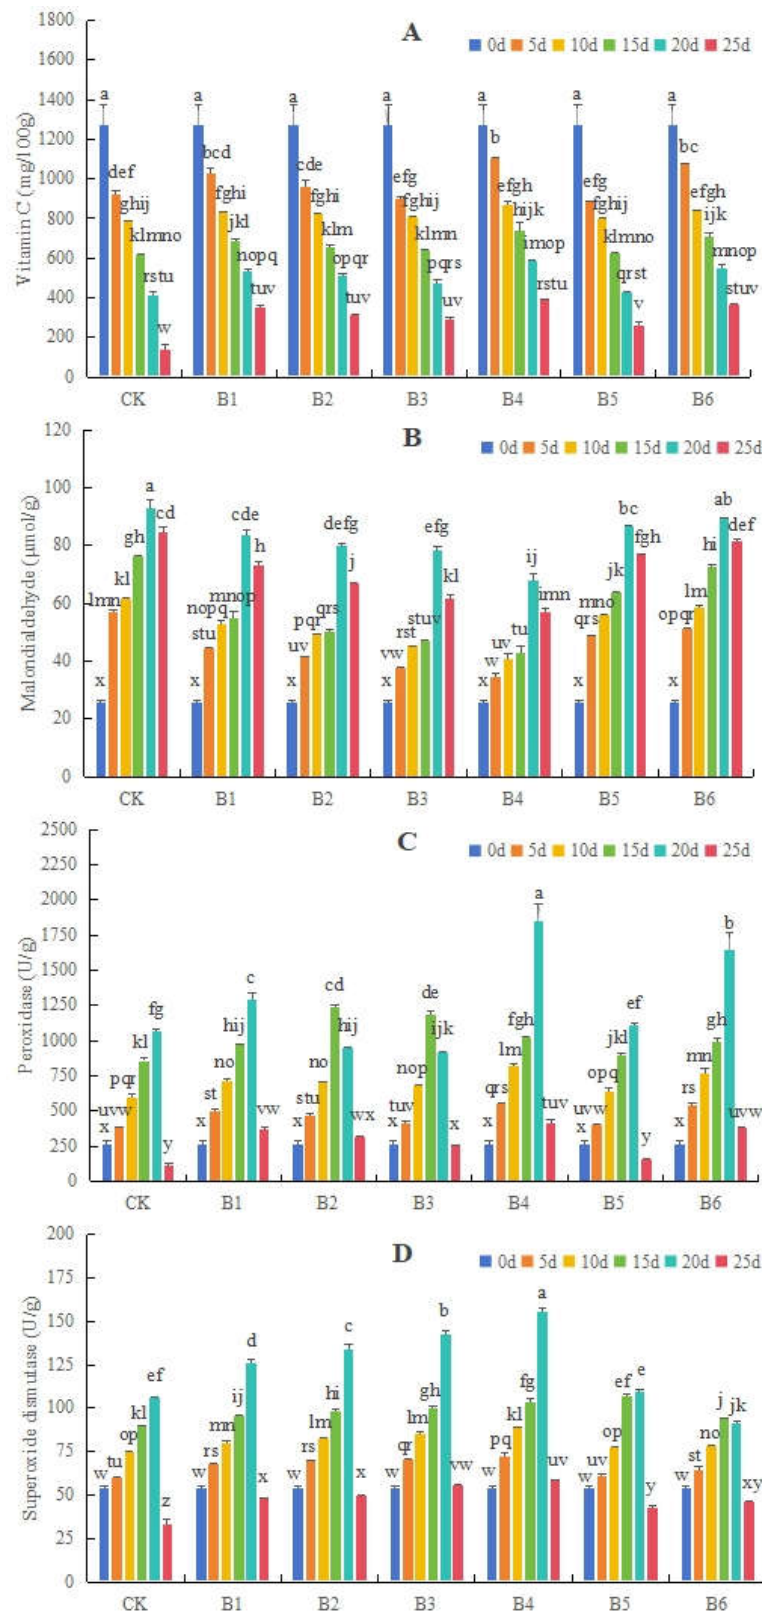 A
0d 5d 10d 15d 20d 25d
Witamin C (mg/100g)
1800
1600
1400
1200
1000
800
600
400
200
0
a def ghij klmno rstu w
a bcd fghi jkl nopq tuv
a cde fghi klm opqr tuv
a efg fghij klmn pqrs uv
a b efgh hijk imop rstu
a efg fghij klmno qrst v
a bc efgh ijk mnop stuv
CK B1 B2 B3 B4 B5 B6
B
0d 5d 10d 15d 20d 25d
Malondialdehyde (μmol/g)
120
100
80
60
40
20
0
x lmn kl gh a cd
x stu nopq mnop cde h
x uv pqr qrs defg j
x vw rst stuv efg kl
x w uv tu ij imn
x qrs mno jk bc fgh
x opqr lm hi ab def
CK B1 B2 B3 B4 B5 B6
C
0d 5d 10d 15d 20d 25d
Peroxidase (U/g)
2500
2250
2000
1750
1500
1250
1000
750
500
250
0
x uvw pqr kl fg y
x st no hij c vw
x stu no cd hij wx
x tuv nop de ijk x
x qrs lm fgh a tuv
x uvw opq jkl ef y
x rs mn gh b uvw
CK B1 B2 B3 B4 B5 B6
D
0d 5d 10d 15d 20d 25d
Superoxide dismutase (U/g)
200
175
150
125
100
75
50
25
0
w tu op kl ef z
w rs mn ij d x
w rs lm hi c x
w qr lm gh b vw
w pq kl fg a uv
w uv op ef e y
w st no j jk xy
CK B1 B2 B3 B4 B5 B6